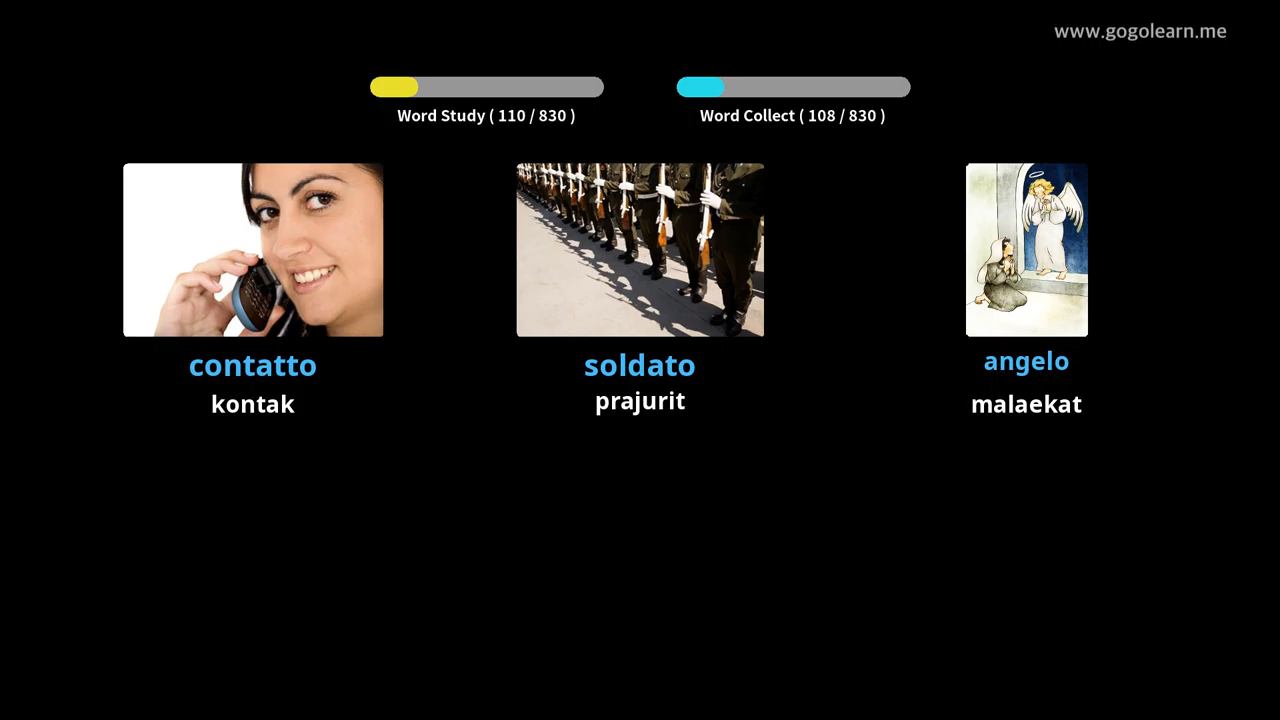 www.gogolearn.me
Word Study ( 110 / 830 )
Word Collect ( 108 / 830 )
contatto
kontak
soldato
prajurit
angelo
malaekat